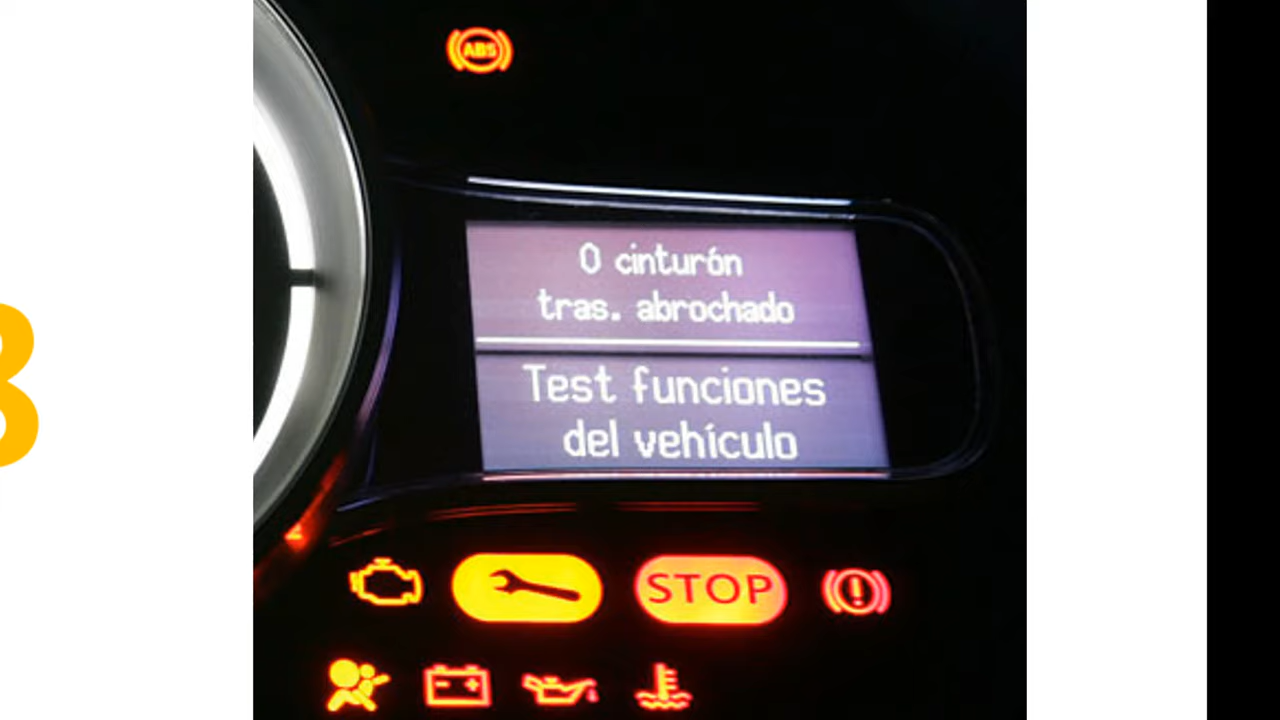 ABS
0 cinturón
tras. abrochado
Test funciones
del vehículo
STOP